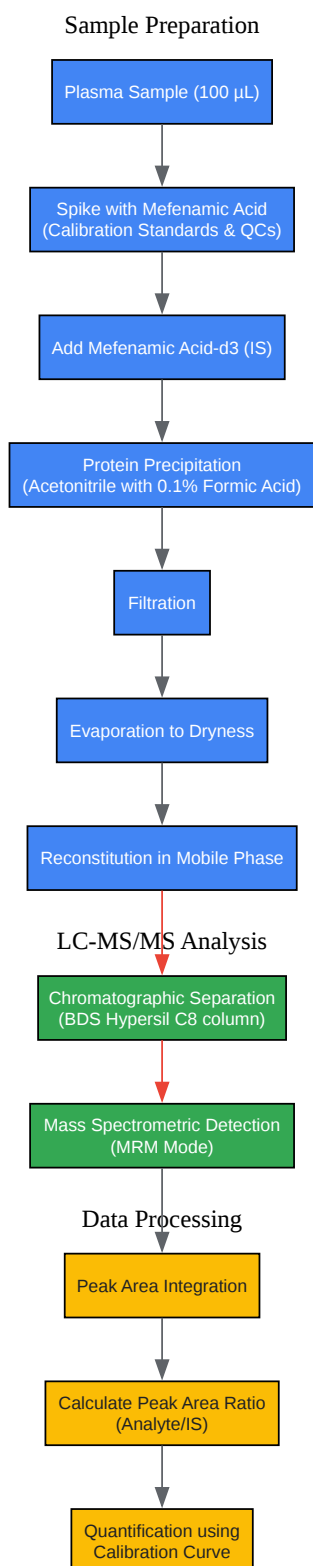 Sample Preparation
Plasma Sample (100 µL)
Spike with Mefenamic Acid
(Calibration Standards & QCs)
Add Mefenamic Acid-d3 (IS)
Protein Precipitation
(Acetonitrile with 0.1% Formic Acid)
Filtration
Evaporation to Dryness
Reconstitution in Mobile Phase
LC-MS/MS Analysis
Chromatographic Separation
(BDS Hypersil C8 column)
Mass Spectrometric Detection
(MRM Mode)
Data Processing
Peak Area Integration
Calculate Peak Area Ratio
(Analyte/IS)
Quantification using
Calibration Curve